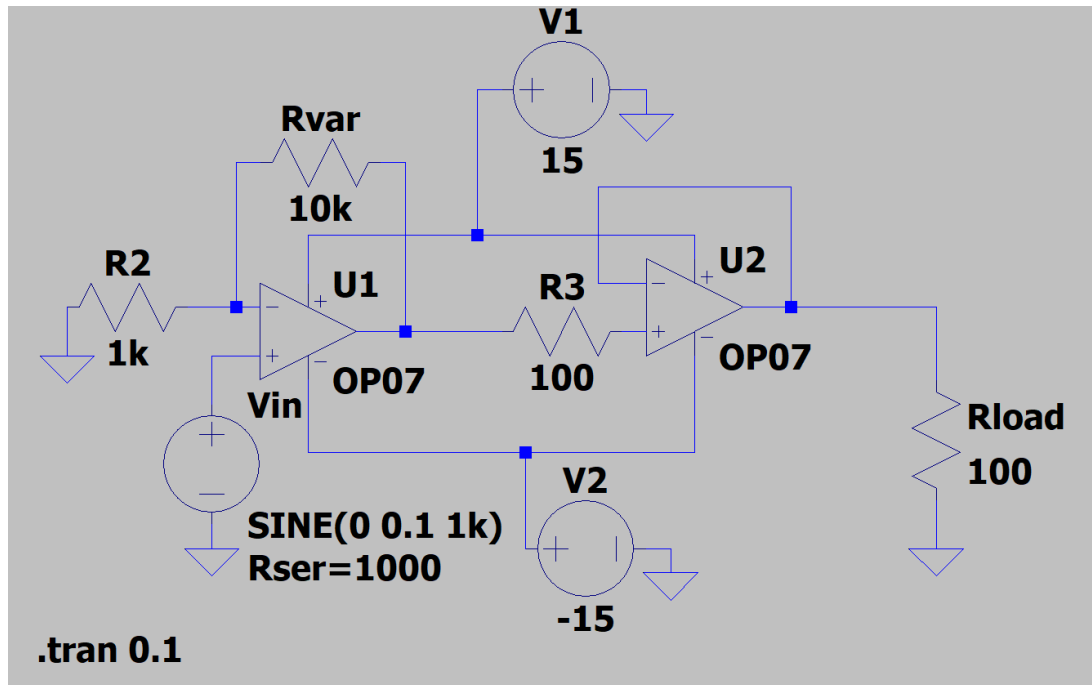 V1
15
Rvar
10k
R2
1k
U1
OP07
R3
100
U2
OP07
Vin
SINE(0 0.1 1k)
Rser=1000
V2
-15
Rload
100
.tran 0.1